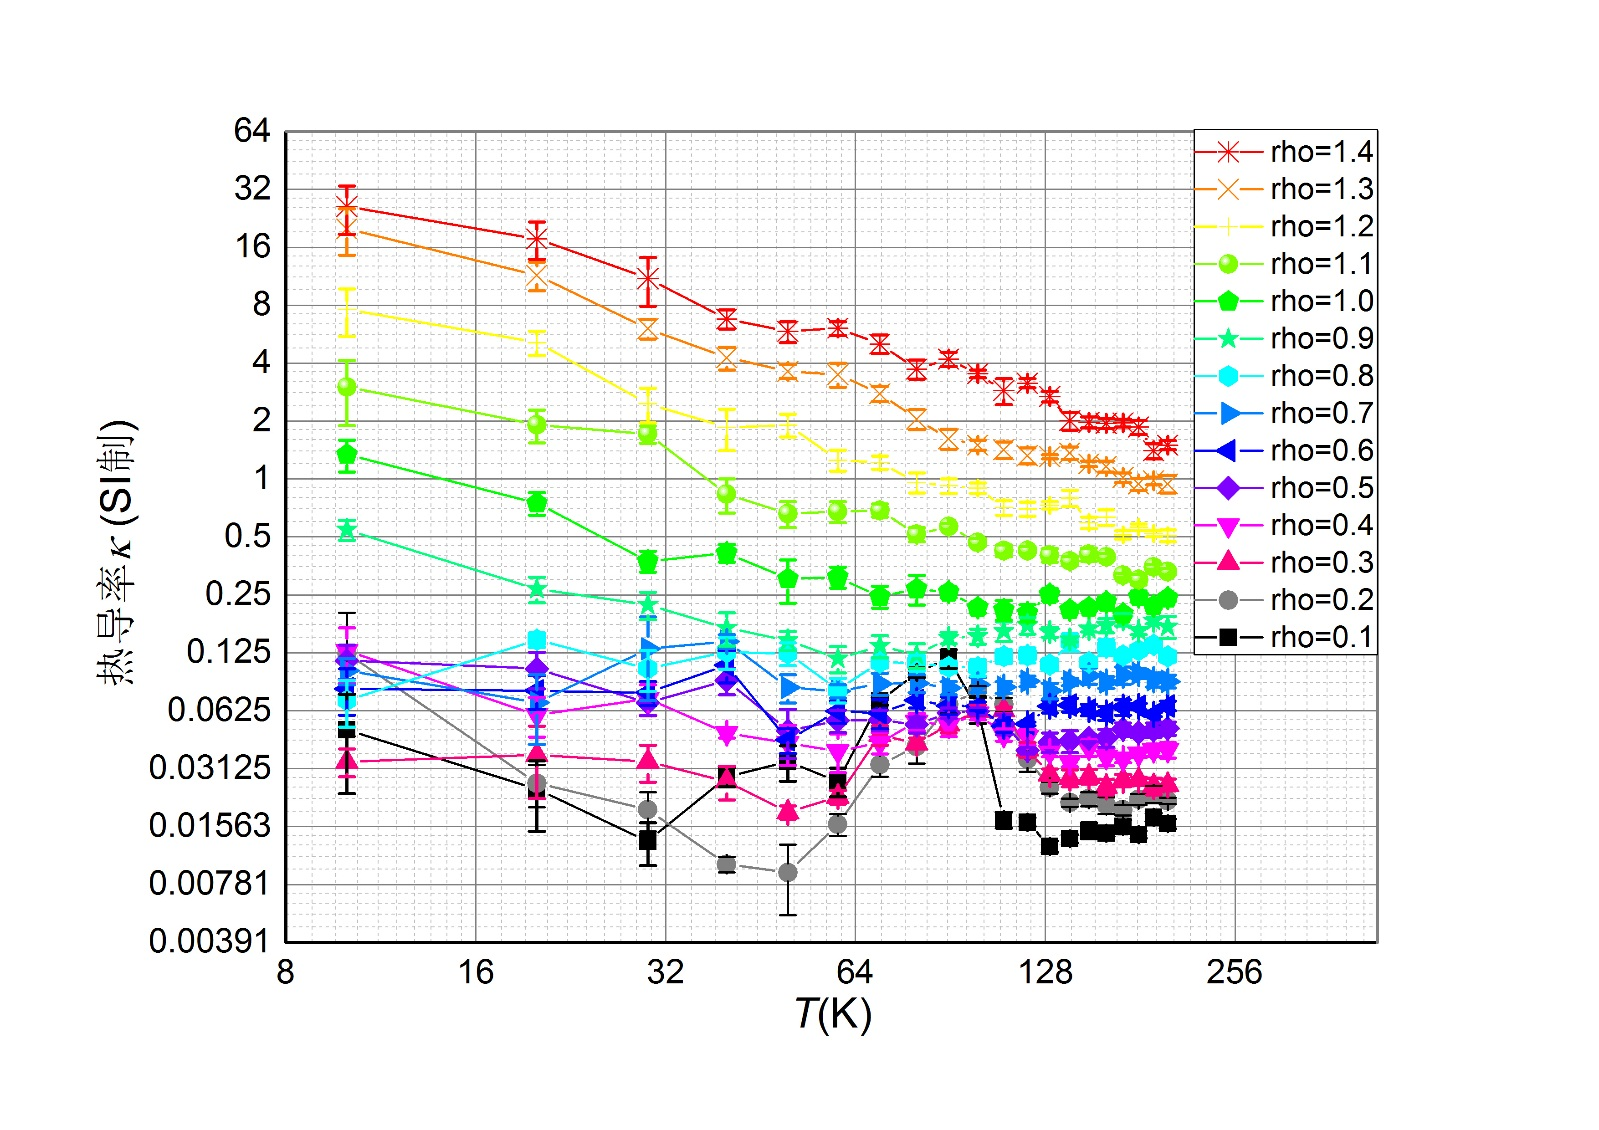 64
32
16
8
4
2
1
0.5
0.25
0.125
0.0625
0.03125
0.01563
0.00781
0.00391
热导率 κ (SI制)
8 16 32 64 128 256
T(K)
rho=1.4
rho=1.3
rho=1.2
rho=1.1
rho=1.0
rho=0.9
rho=0.8
rho=0.7
rho=0.6
rho=0.5
rho=0.4
rho=0.3
rho=0.2
rho=0.1